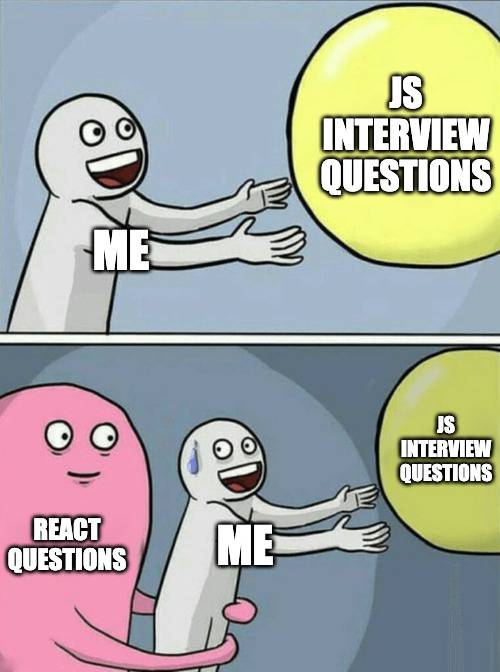 JS
INTERVIEW
QUESTIONS
ME
JS
INTERVIEW
QUESTIONS
REACT
QUESTIONS
ME